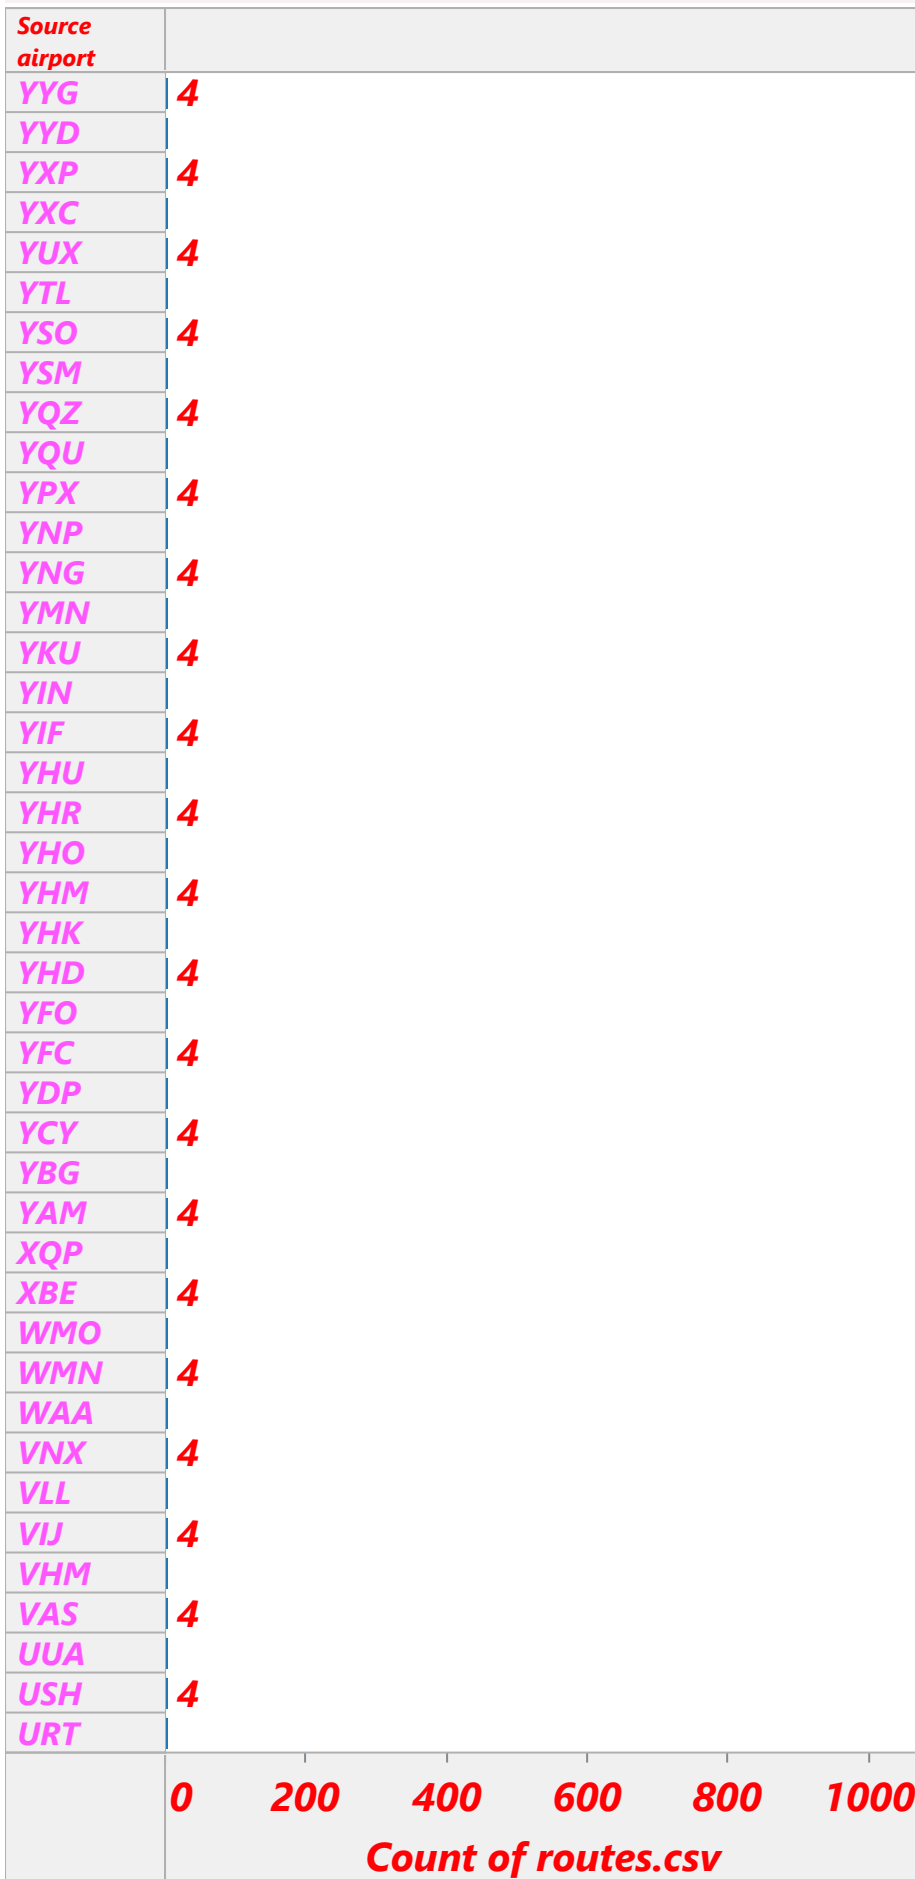 Source
airport
YYG 4
YYD
YXP 4
YXC
YUX 4
YTL
YSO 4
YSM
YQZ 4
YQU
YPX 4
YNP
YNG 4
YMN
YKU 4
YIN
YIF 4
YHU
YHR 4
YHO
YHM 4
YHK
YHD 4
YFO
YFC 4
YDP
YCY 4
YBG
YAM 4
XQP
XBE 4
WMO
WMN 4
WAA
VNX 4
VLL
VIJ 4
VHM
VAS 4
UUA
USH 4
URT
0 200 400 600 800 1000
Count of routes.csv